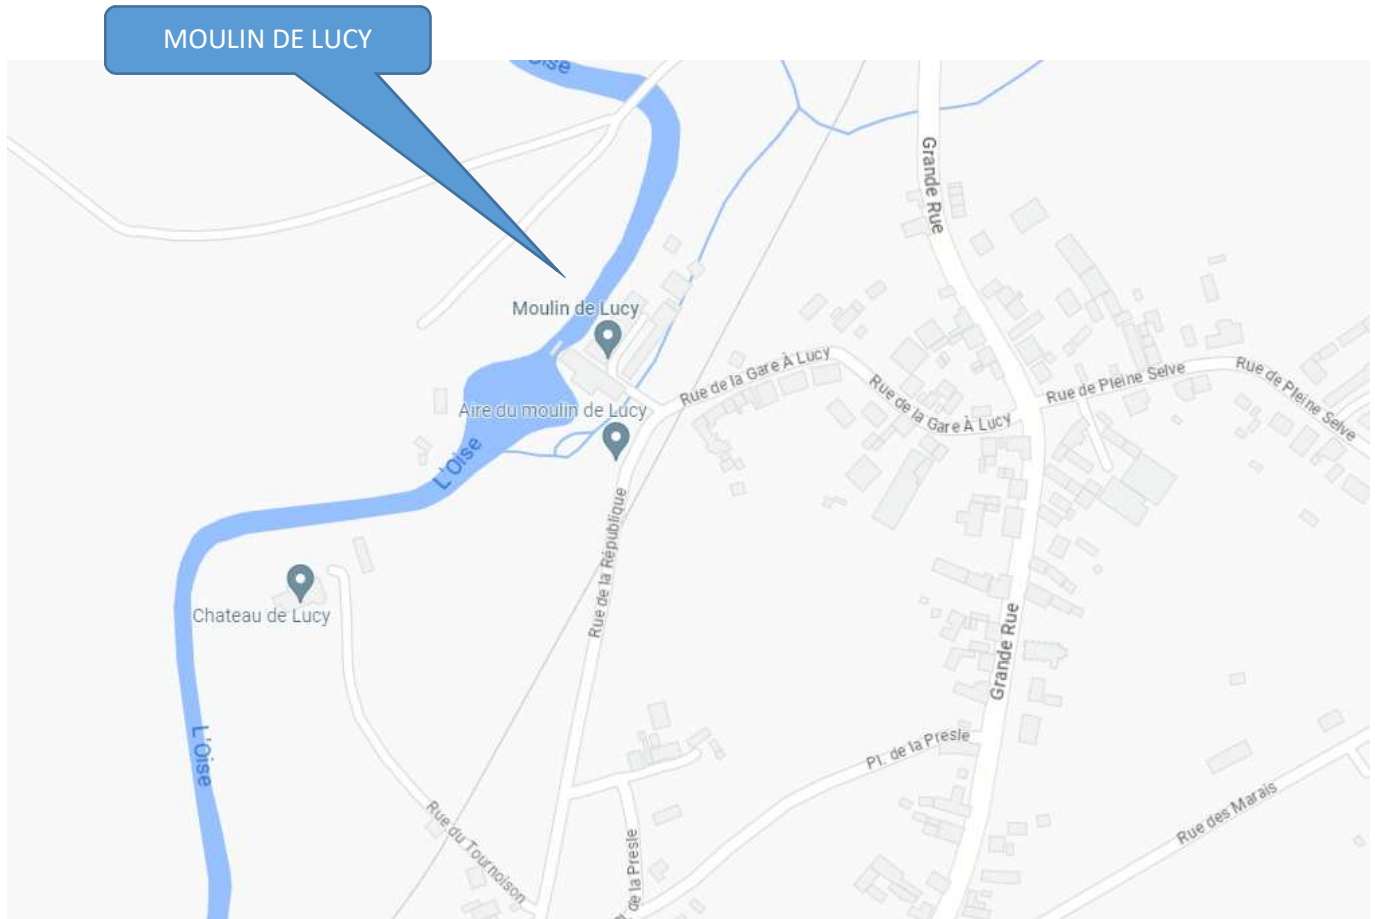 MOULIN DE LUCY
Oise
Grande Rue
Moulin de Lucy
Rue de la Gare À Lucy
Rue de Pleine Selve
Rue de Pleine Selve
Rue de la Gare À Lucy
Aire du moulin de Lucy
L'Oise
Rue de la République
Chateau de Lucy
Grande Rue
L'Oise
Pl. de la Presle
Rue des Marais
Rue du Tournoison
de la Presle